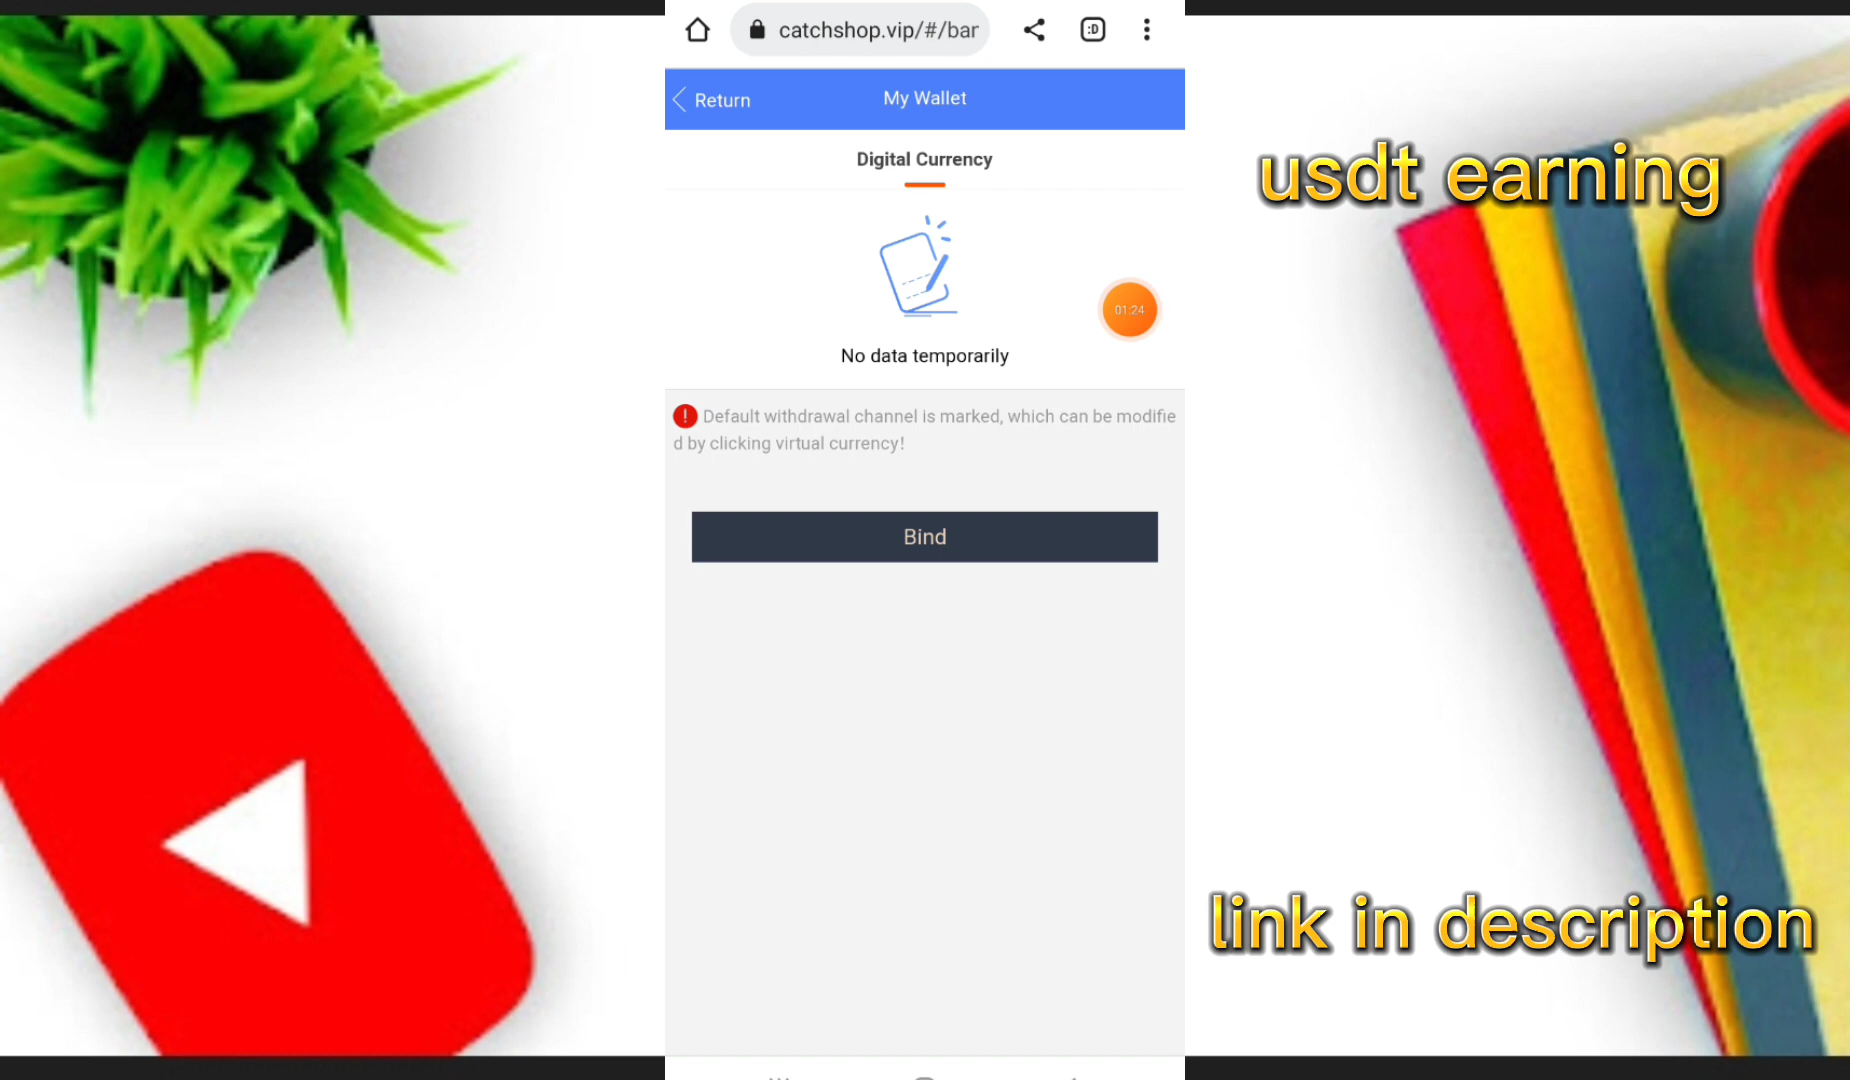 catchshop.vip/#/bar
:D
Return
My Wallet
Digital Currency
01:24
No data temporarily
! Default withdrawal channel is marked, which can be modifie
d by clicking virtual currency!
Bind
usdt earning
link in description